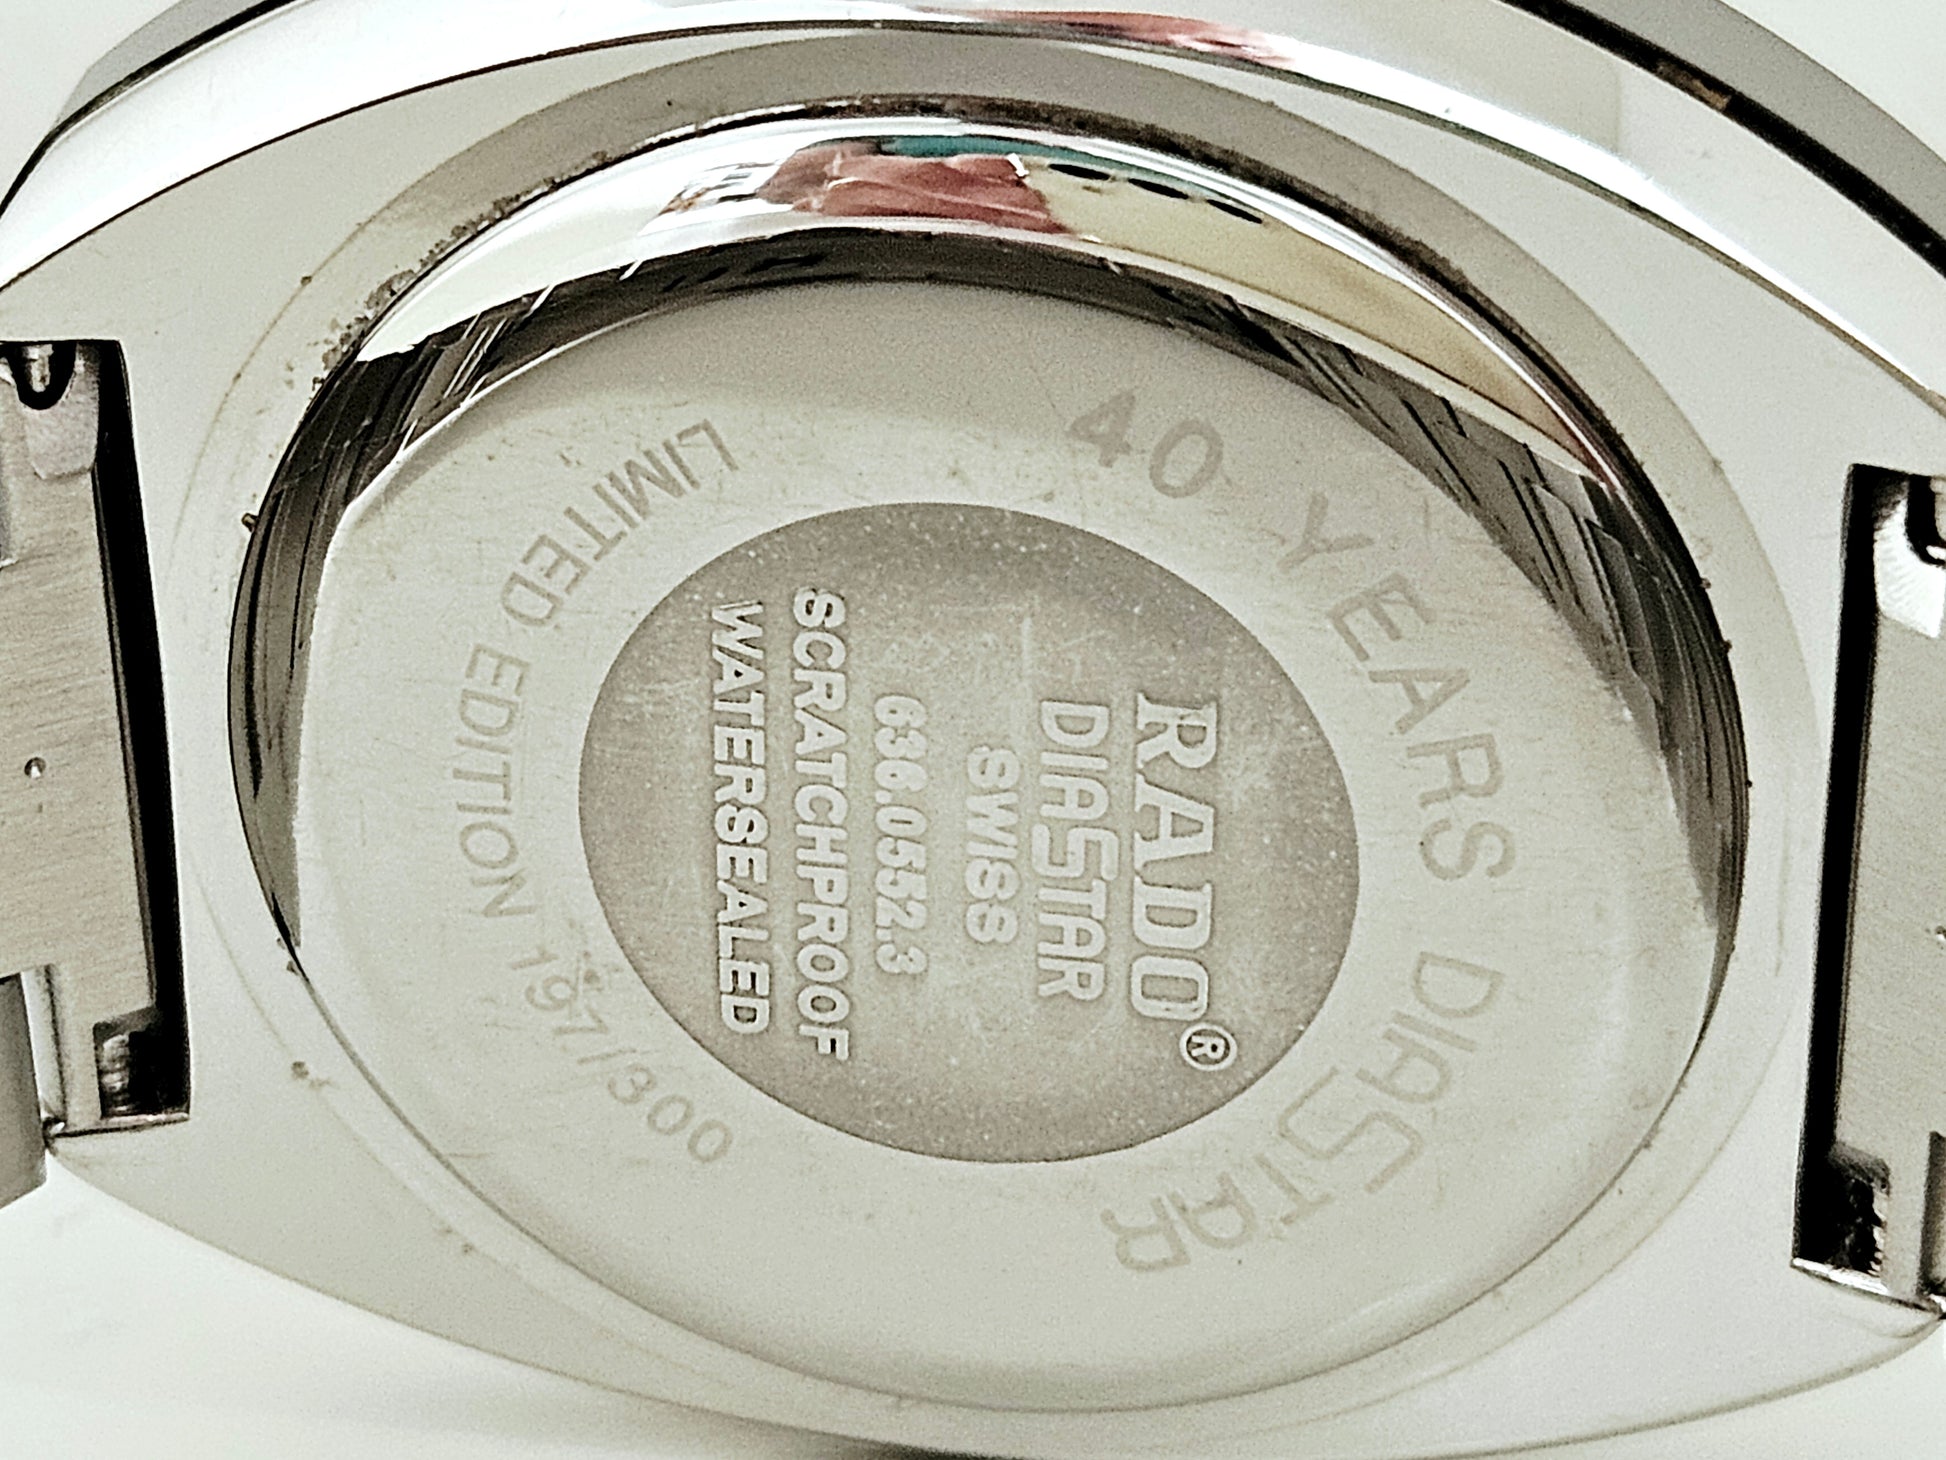 40 YEARS DIASTAR
RADO®
DIASTAR
SWISS
636.0552.3
SCRATCHPROOF
WATERSEALED
LIMITED EDITION 197/300